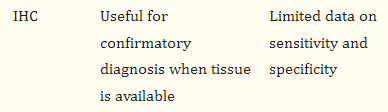 IHC Useful for Limited data on
confirmatory sensitivity and
diagnosis when tissue specificity
is available